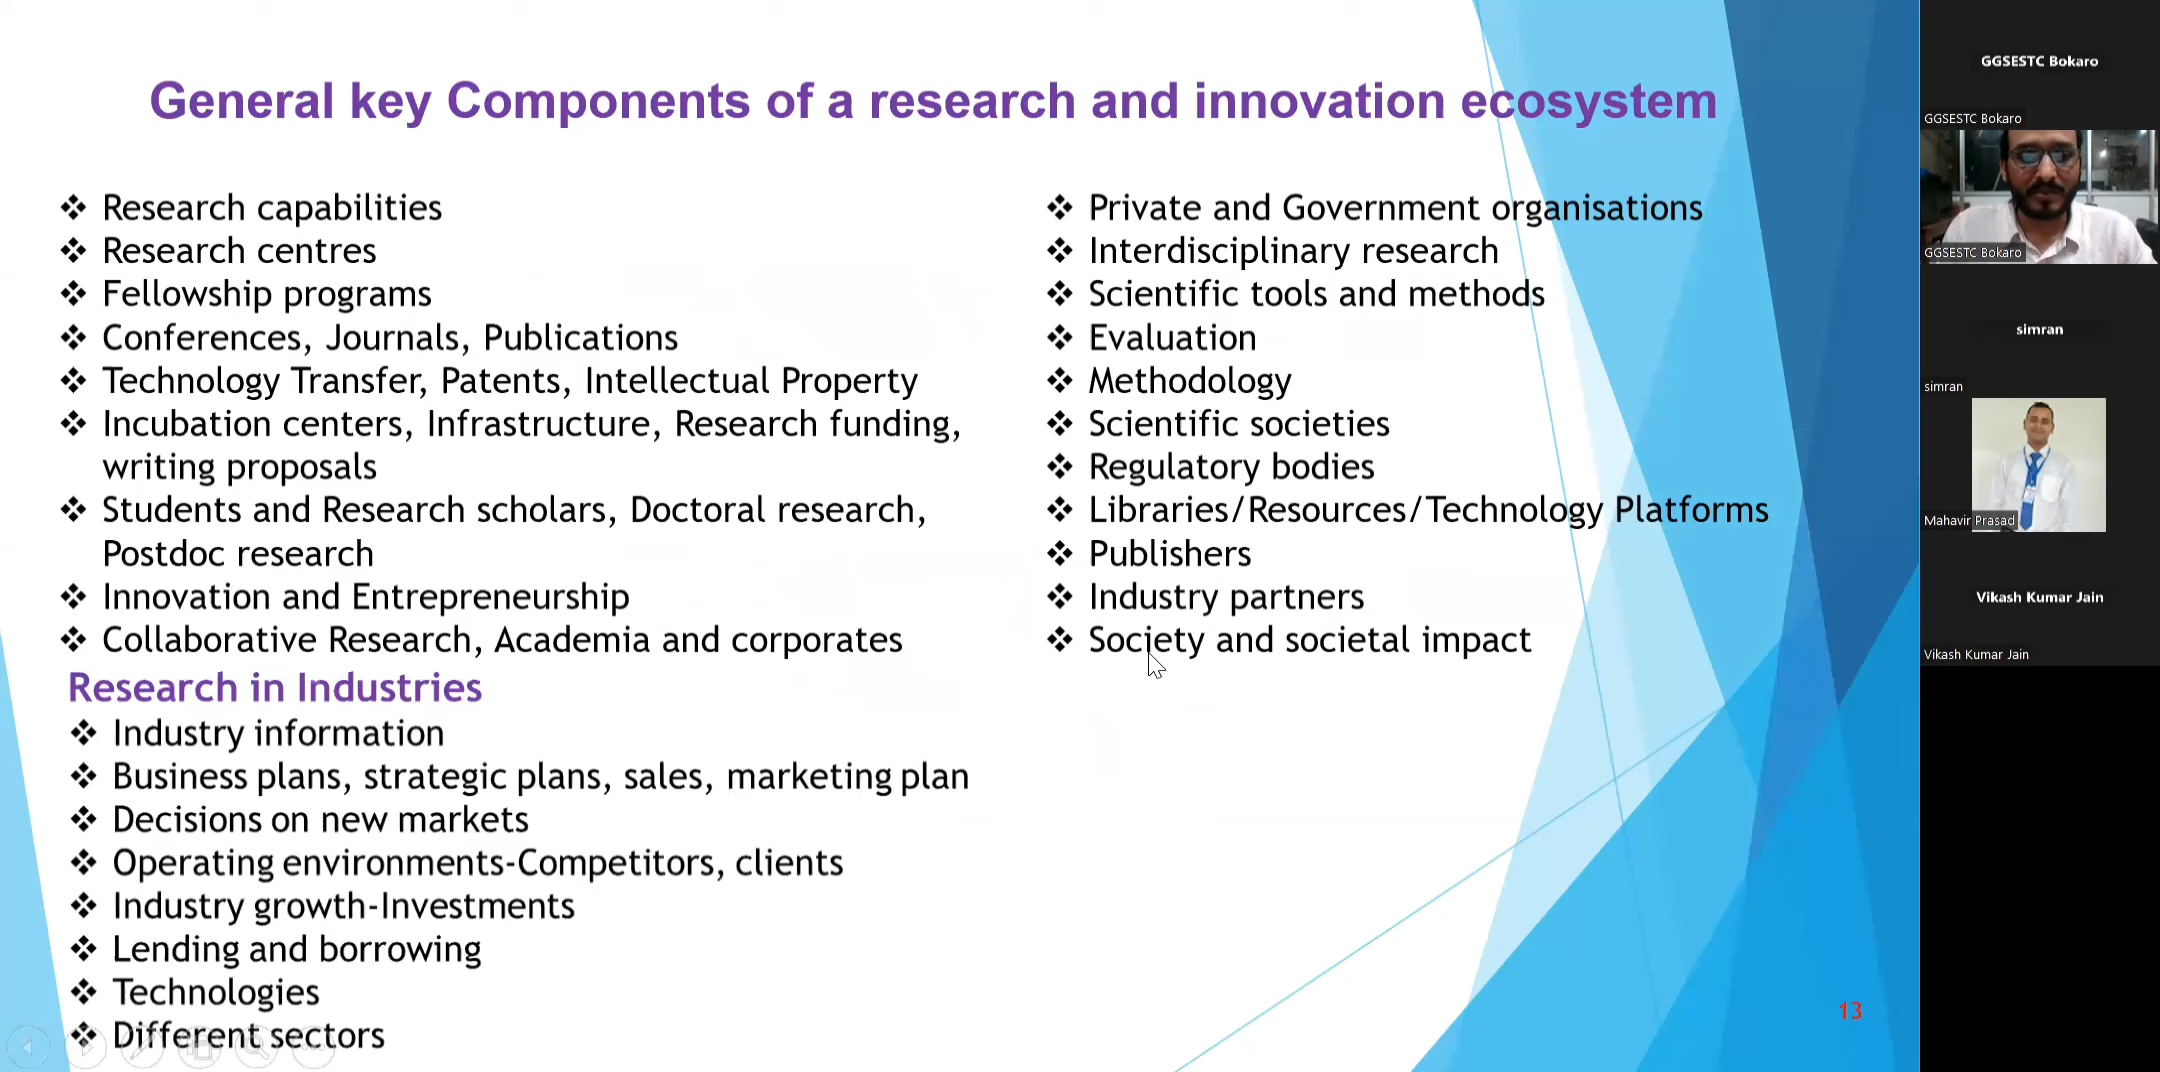 General key Components of a research and innovation ecosystem
❖ Research capabilities
❖ Research centres
❖ Fellowship programs
❖ Conferences, Journals, Publications
❖ Technology Transfer, Patents, Intellectual Property
❖ Incubation centers, Infrastructure, Research funding,
writing proposals
❖ Students and Research scholars, Doctoral research,
Postdoc research
❖ Innovation and Entrepreneurship
❖ Collaborative Research, Academia and corporates
Research in Industries
❖ Industry information
❖ Business plans, strategic plans, sales, marketing plan
❖ Decisions on new markets
❖ Operating environments-Competitors, clients
❖ Industry growth-Investments
❖ Lending and borrowing
❖ Technologies
❖ Different sectors
❖ Private and Government organisations
❖ Interdisciplinary research
❖ Scientific tools and methods
❖ Evaluation
❖ Methodology
❖ Scientific societies
❖ Regulatory bodies
❖ Libraries/Resources/Technology Platforms
❖ Publishers
❖ Industry partners
❖ Society and societal impact
13
GGSESTC Bokaro
GGSESTC Bokaro
GGSESTC Bokaro
simran
simran
Mahavir Prasad
Vikash Kumar Jain
Vikash Kumar Jain